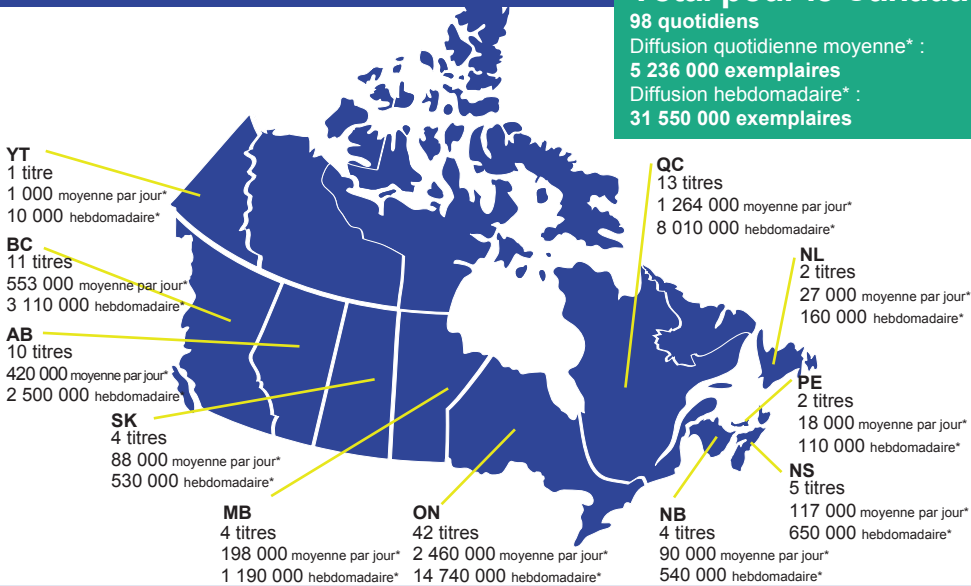 98 quotidiens
Diffusion quotidienne moyenne* :
5 236 000 exemplaires
Diffusion hebdomadaire* :
31 550 000 exemplaires
YT
1 titre
1 000 moyenne par jour*
10 000 hebdomadaire*
BC
11 titres
553 000 moyenne par jour*
3 110 000 hebdomadaire*
AB
10 titres
420 000 moyenne par jour*
2 500 000 hebdomadaire
SK
4 titres
88 000 moyenne par jour*
530 000 hebdomadaire*
MB
4 titres
198 000 moyenne par jour*
1 190 000 hebdomadaire*
ON
42 titres
2 460 000 moyenne par jour*
14 740 000 hebdomadaire*
QC
13 titres
1 264 000 moyenne par jour*
8 010 000 hebdomadaire*
NL
2 titres
27 000 moyenne par jour*
160 000 hebdomadaire*
PE
2 titres
18 000 moyenne par jour*
110 000 hebdomadaire*
NS
5 titres
117 000 moyenne par jour*
650 000 hebdomadaire*
NB
4 titres
90 000 moyenne par jour*
540 000 hebdomadaire*